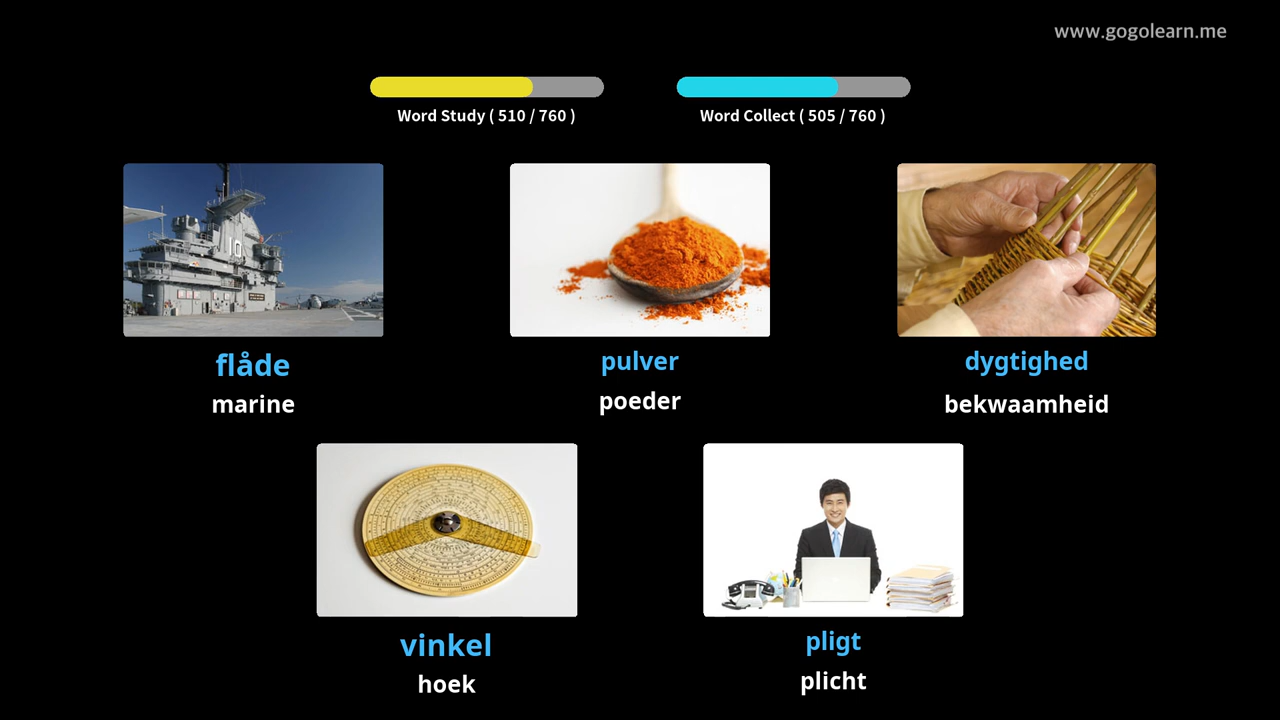 www.gogolearn.me
Word Study ( 510 / 760 )
Word Collect ( 505 / 760 )
10
flåde
marine
pulver
poeder
dygtighed
bekwaamheid
vinkel
hoek
pligt
plicht